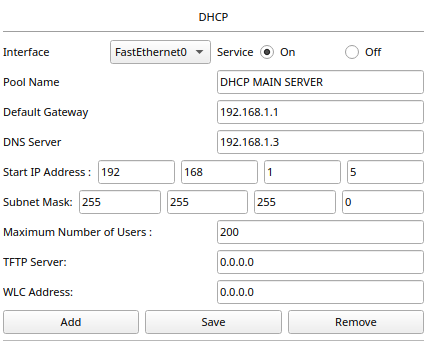 DHCP
Interface FastEthernet0 Service On Off
Pool Name DHCP MAIN SERVER
Default Gateway 192.168.1.1
DNS Server 192.168.1.3
Start IP Address : 192 168 1 5
Subnet Mask: 255 255 255 0
Maximum Number of Users : 200
TFTP Server: 0.0.0.0
WLC Address: 0.0.0.0
Add Save Remove